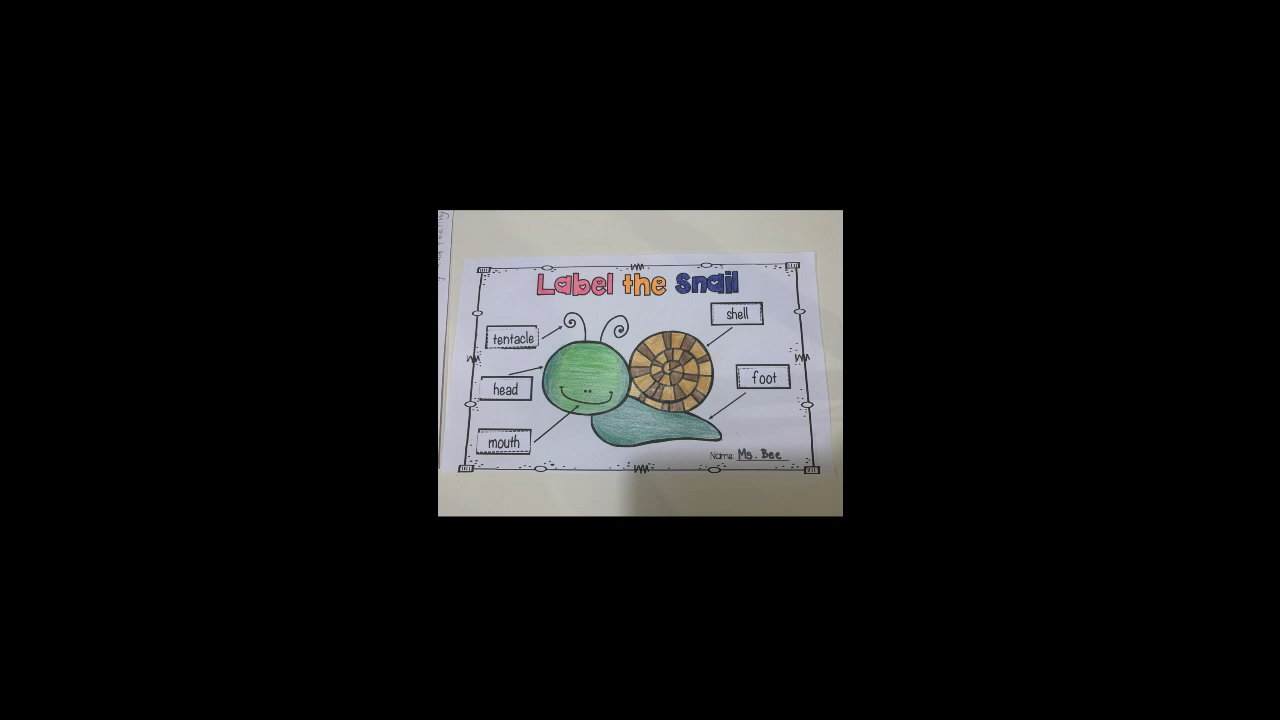 Label the Snail
shell
tentacle
foot
head
mouth
Name: Ms. Bee